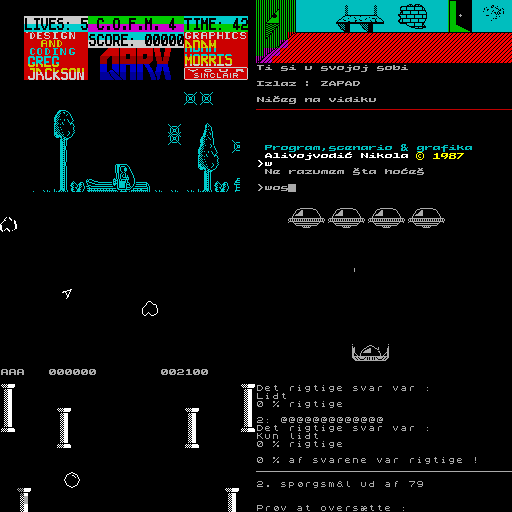 LIVES: 3 C.O.F.M. 4 TIME: 42
DESIGN
AND
CODING
GREG
JACKSON
SCORE: 00000
GRAPHICS
ADAM
MORRIS
YOUR
SINCLAIR
Ti si u svojoj sobi
Izlaz : ZAPAD
Ničeg na vidiku
Program,scenario & grafika
Alivojvodić Nikola © 1987
>w
Ne razumem šta hoćeš
>wos
AAA 000000 002100
Det rigtige svar var :
Lidt
0 % rigtige
2: @@@@@@@@@@@@@
Det rigtige svar var :
Kun lidt
0 % rigtige
0 % af svarene var rigtige !
2. spørgsmål ud af 79
Prøv at oversætte :